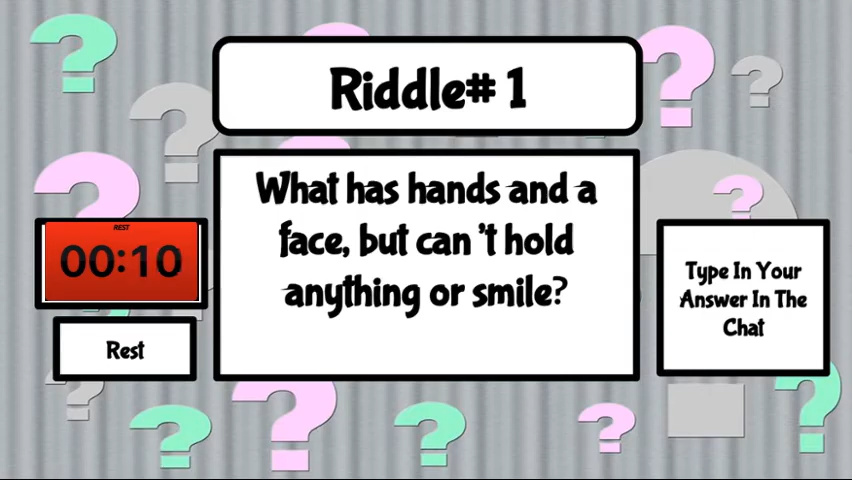 Riddle# 1
What has hands and a
face, but can 't hold
anything or smile?
REST
00:10
Rest
Type In Your
Answer In The
Chat